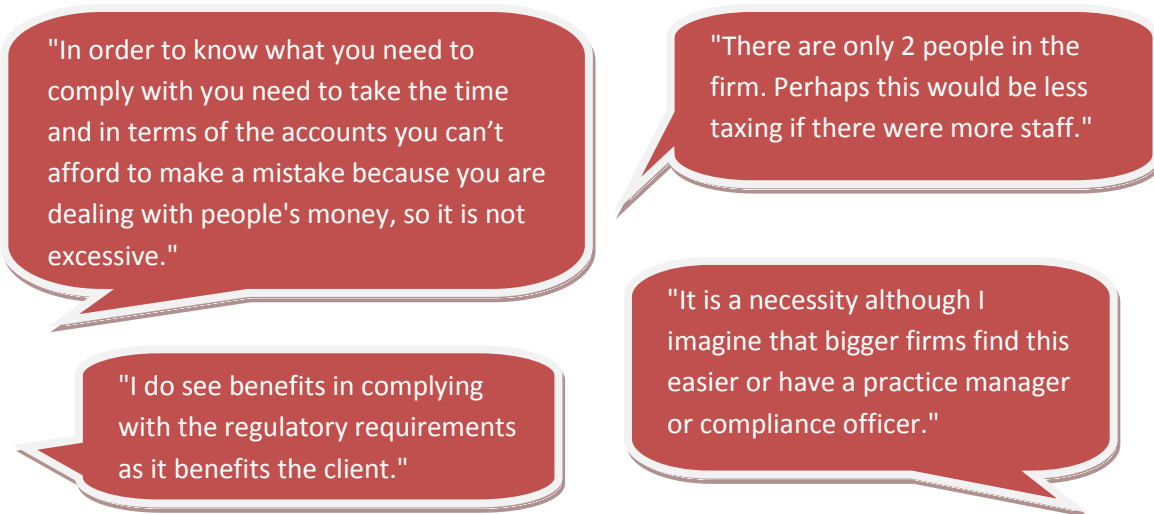 "In order to know what you need to
comply with you need to take the time
and in terms of the accounts you can’t
afford to make a mistake because you are
dealing with people's money, so it is not
excessive."
"There are only 2 people in the
firm. Perhaps this would be less
taxing if there were more staff."
"I do see benefits in complying
with the regulatory requirements
as it benefits the client."
"It is a necessity although I
imagine that bigger firms find this
easier or have a practice manager
or compliance officer."